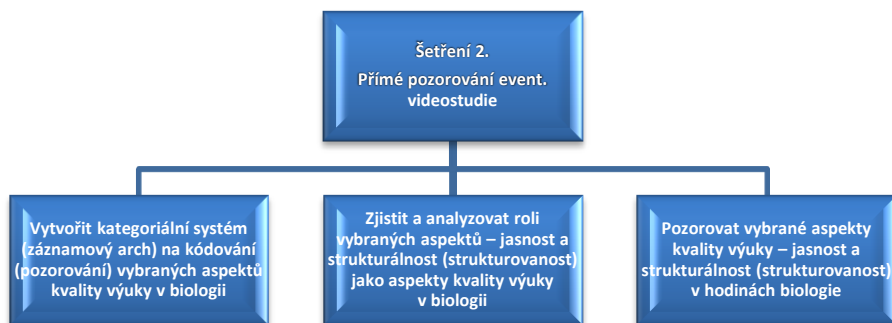 Šetření 2.
Přímé pozorování event.
videostudie
Vytvořit kategoriální systém
(záznamový arch) na kódování
(pozorování) vybraných aspektů
kvality výuky v biologii
Zjistit a analyzovat roli
vybraných aspektů – jasnost a
strukturálnost (strukturovanost)
jako aspekty kvality výuky
v biologii
Pozorovat vybrané aspekty
kvality výuky – jasnost a
strukturálnost (strukturovanost)
v hodinách biologie